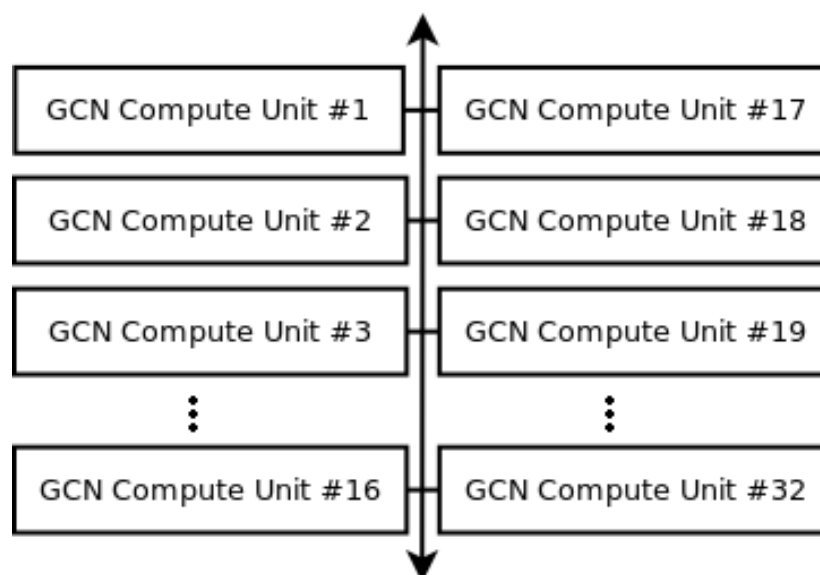 GCN Compute Unit #1
GCN Compute Unit #17
GCN Compute Unit #2
GCN Compute Unit #18
GCN Compute Unit #3
GCN Compute Unit #19
GCN Compute Unit #16
GCN Compute Unit #32